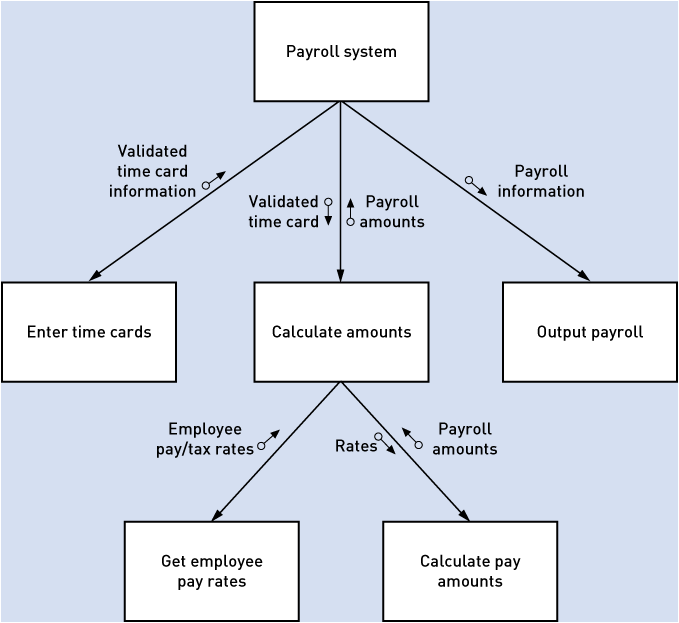 Payroll system
Validated
time card
information
Validated
time card
Payroll
amounts
Payroll
information
Enter time cards
Calculate amounts
Output payroll
Employee
pay/tax rates
Rates
Payroll
amounts
Get employee
pay rates
Calculate pay
amounts